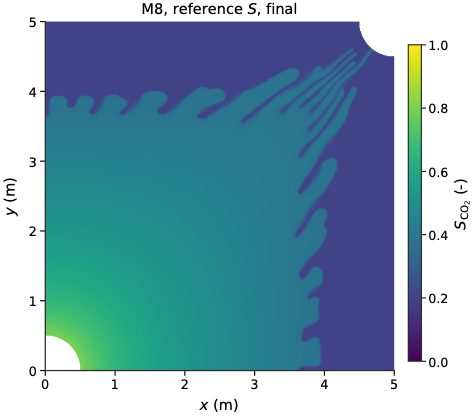 M8, reference S, final
5
4
3
2
1
0
y (m)
0 1 2 3 4 5
x (m)
1.0
0.8
0.6
0.4
0.2
0.0
S_CO₂ (-)